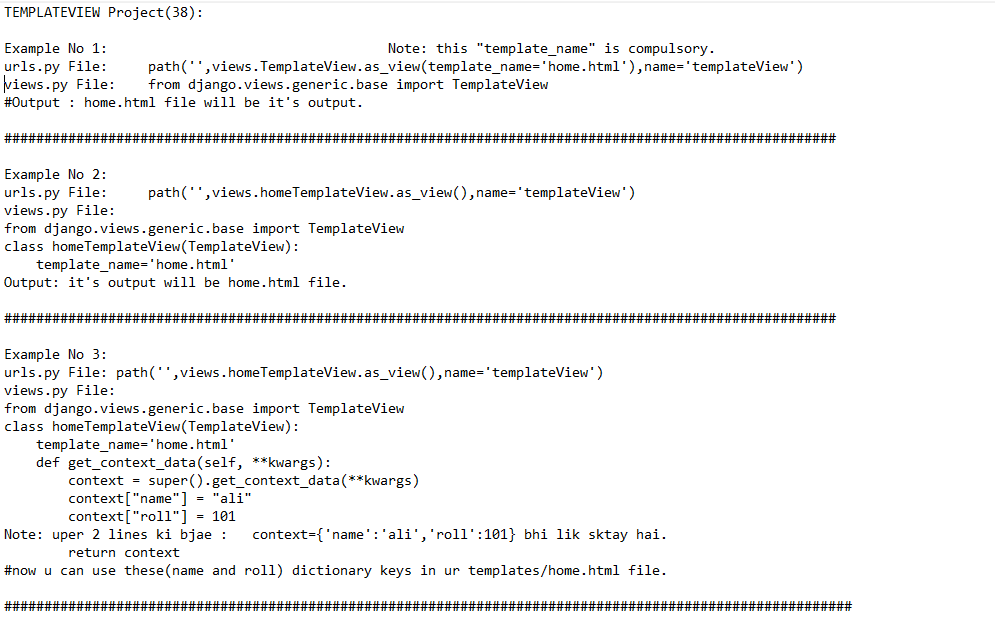 TEMPLATEVIEW Project(38):
Example No 1:                                   Note: this "template_name" is compulsory.
urls.py File:     path('',views.TemplateView.as_view(template_name='home.html'),name='templateView')
views.py File:    from django.views.generic.base import TemplateView
#Output : home.html file will be it's output.
########################################################################################################
Example No 2:
urls.py File:     path('',views.homeTemplateView.as_view(),name='templateView')
views.py File:
from django.views.generic.base import TemplateView
class homeTemplateView(TemplateView):
    template_name='home.html'
Output: it's output will be home.html file.
########################################################################################################
Example No 3:
urls.py File: path('',views.homeTemplateView.as_view(),name='templateView')
views.py File:
from django.views.generic.base import TemplateView
class homeTemplateView(TemplateView):
    template_name='home.html'
    def get_context_data(self, **kwargs):
        context = super().get_context_data(**kwargs)
        context["name"] = "ali"
        context["roll"] = 101
Note: uper 2 lines ki bjae :   context={'name':'ali','roll':101} bhi lik sktay hai.
        return context
#now u can use these(name and roll) dictionary keys in ur templates/home.html file.
##########################################################################################################